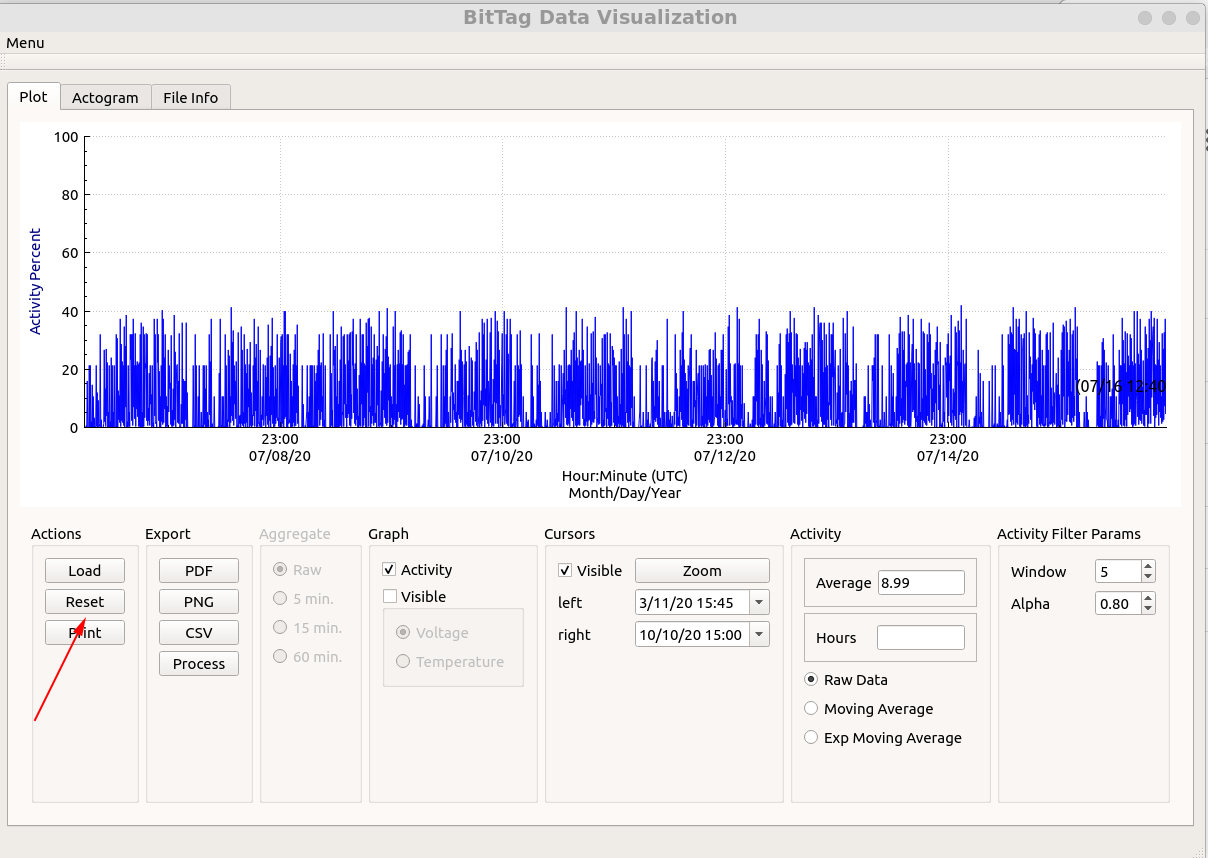 BitTag Data Visualization
Menu
Plot Actogram File Info
100
80
60
40
20
0
Activity Percent
(07/16 12:40
23:00 23:00 23:00 23:00
07/08/20 07/10/20 07/12/20 07/14/20
Hour:Minute (UTC)
Month/Day/Year
Actions
Load
Reset
Print
Export
PDF
PNG
CSV
Process
Aggregate
Raw
5 min.
15 min.
60 min.
Graph
Activity
Visible
Voltage
Temperature
Cursors
Visible Zoom
left 3/11/20 15:45
right 10/10/20 15:00
Activity
Average 8.99
Hours
Raw Data
Moving Average
Exp Moving Average
Activity Filter Params
Window 5
Alpha 0.80